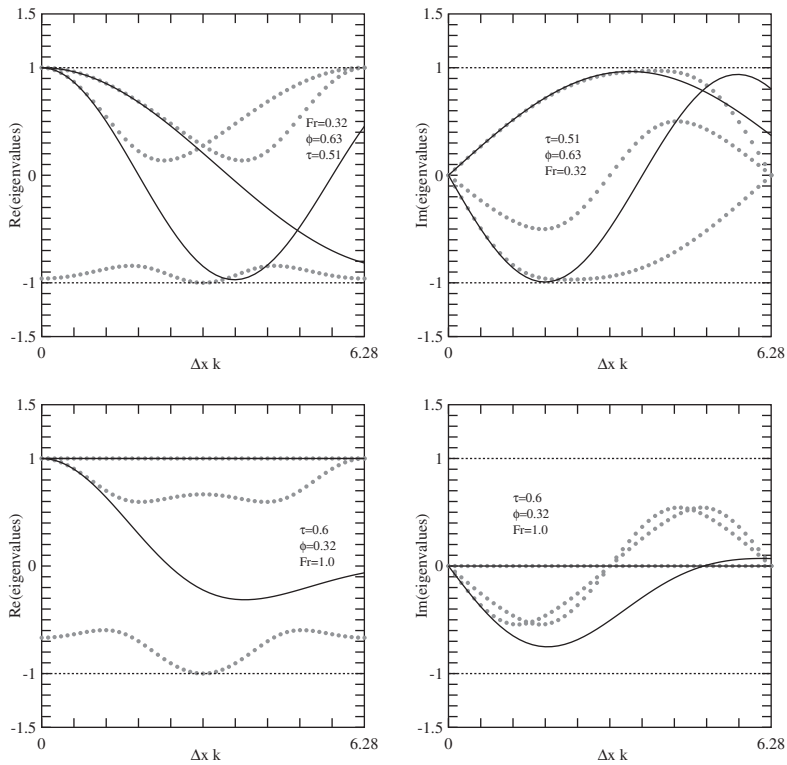 1.5
1
0
-1
-1.5
Re(eigenvalues)
Fr=0.32
ϕ=0.63
τ=0.51
0
6.28
Δx k
1.5
1
0
-1
-1.5
Im(eigenvalues)
τ=0.51
ϕ=0.63
Fr=0.32
0
6.28
Δx k
1.5
1
0
-1
-1.5
Re(eigenvalues)
τ=0.6
ϕ=0.32
Fr=1.0
0
6.28
Δx k
1.5
1
0
-1
-1.5
Im(eigenvalues)
τ=0.6
ϕ=0.32
Fr=1.0
0
6.28
Δx k